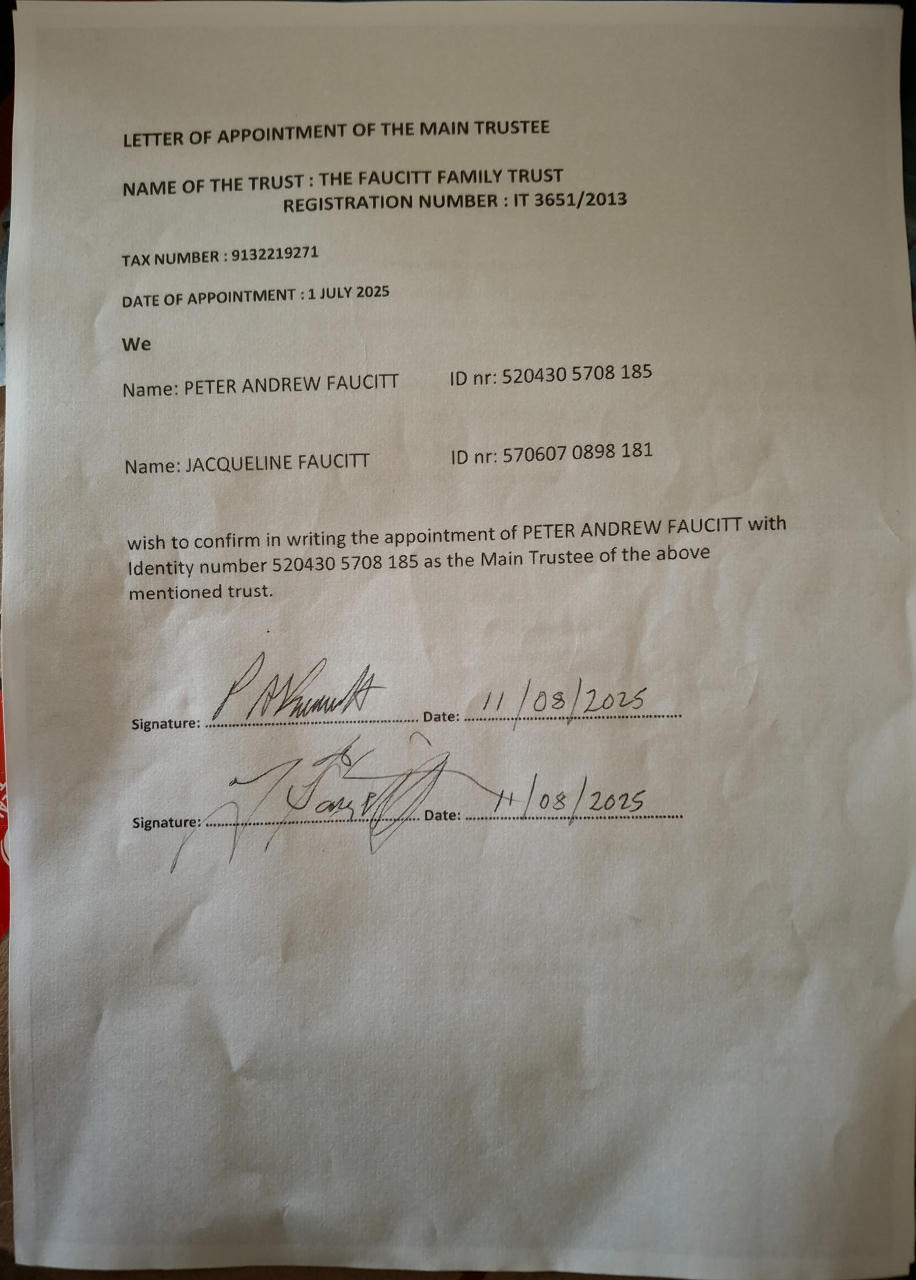 LETTER OF APPOINTMENT OF THE MAIN TRUSTEE
NAME OF THE TRUST : THE FAUCITT FAMILY TRUST
REGISTRATION NUMBER : IT 3651/2013
TAX NUMBER : 9132219271
DATE OF APPOINTMENT : 1 JULY 2025
We
Name: PETER ANDREW FAUCITT ID nr: 520430 5708 185
Name: JACQUELINE FAUCITT ID nr: 570607 0898 181
wish to confirm in writing the appointment of PETER ANDREW FAUCITT with
Identity number 520430 5708 185 as the Main Trustee of the above
mentioned trust.
Signature: Date: 11/08/2025
Signature: Date: 11/08/2025